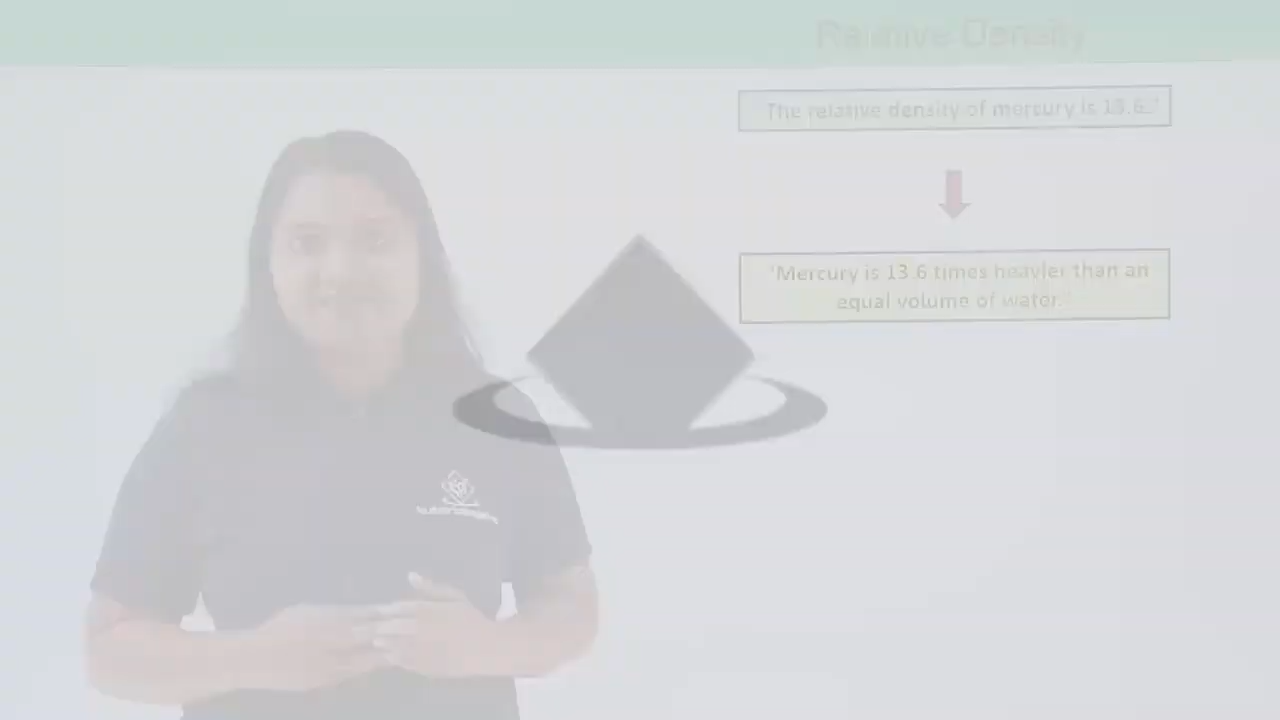 Relative Density
"The relative density of mercury is 13.6."
"Mercury is 13.6 times heavier than an
equal volume of water."